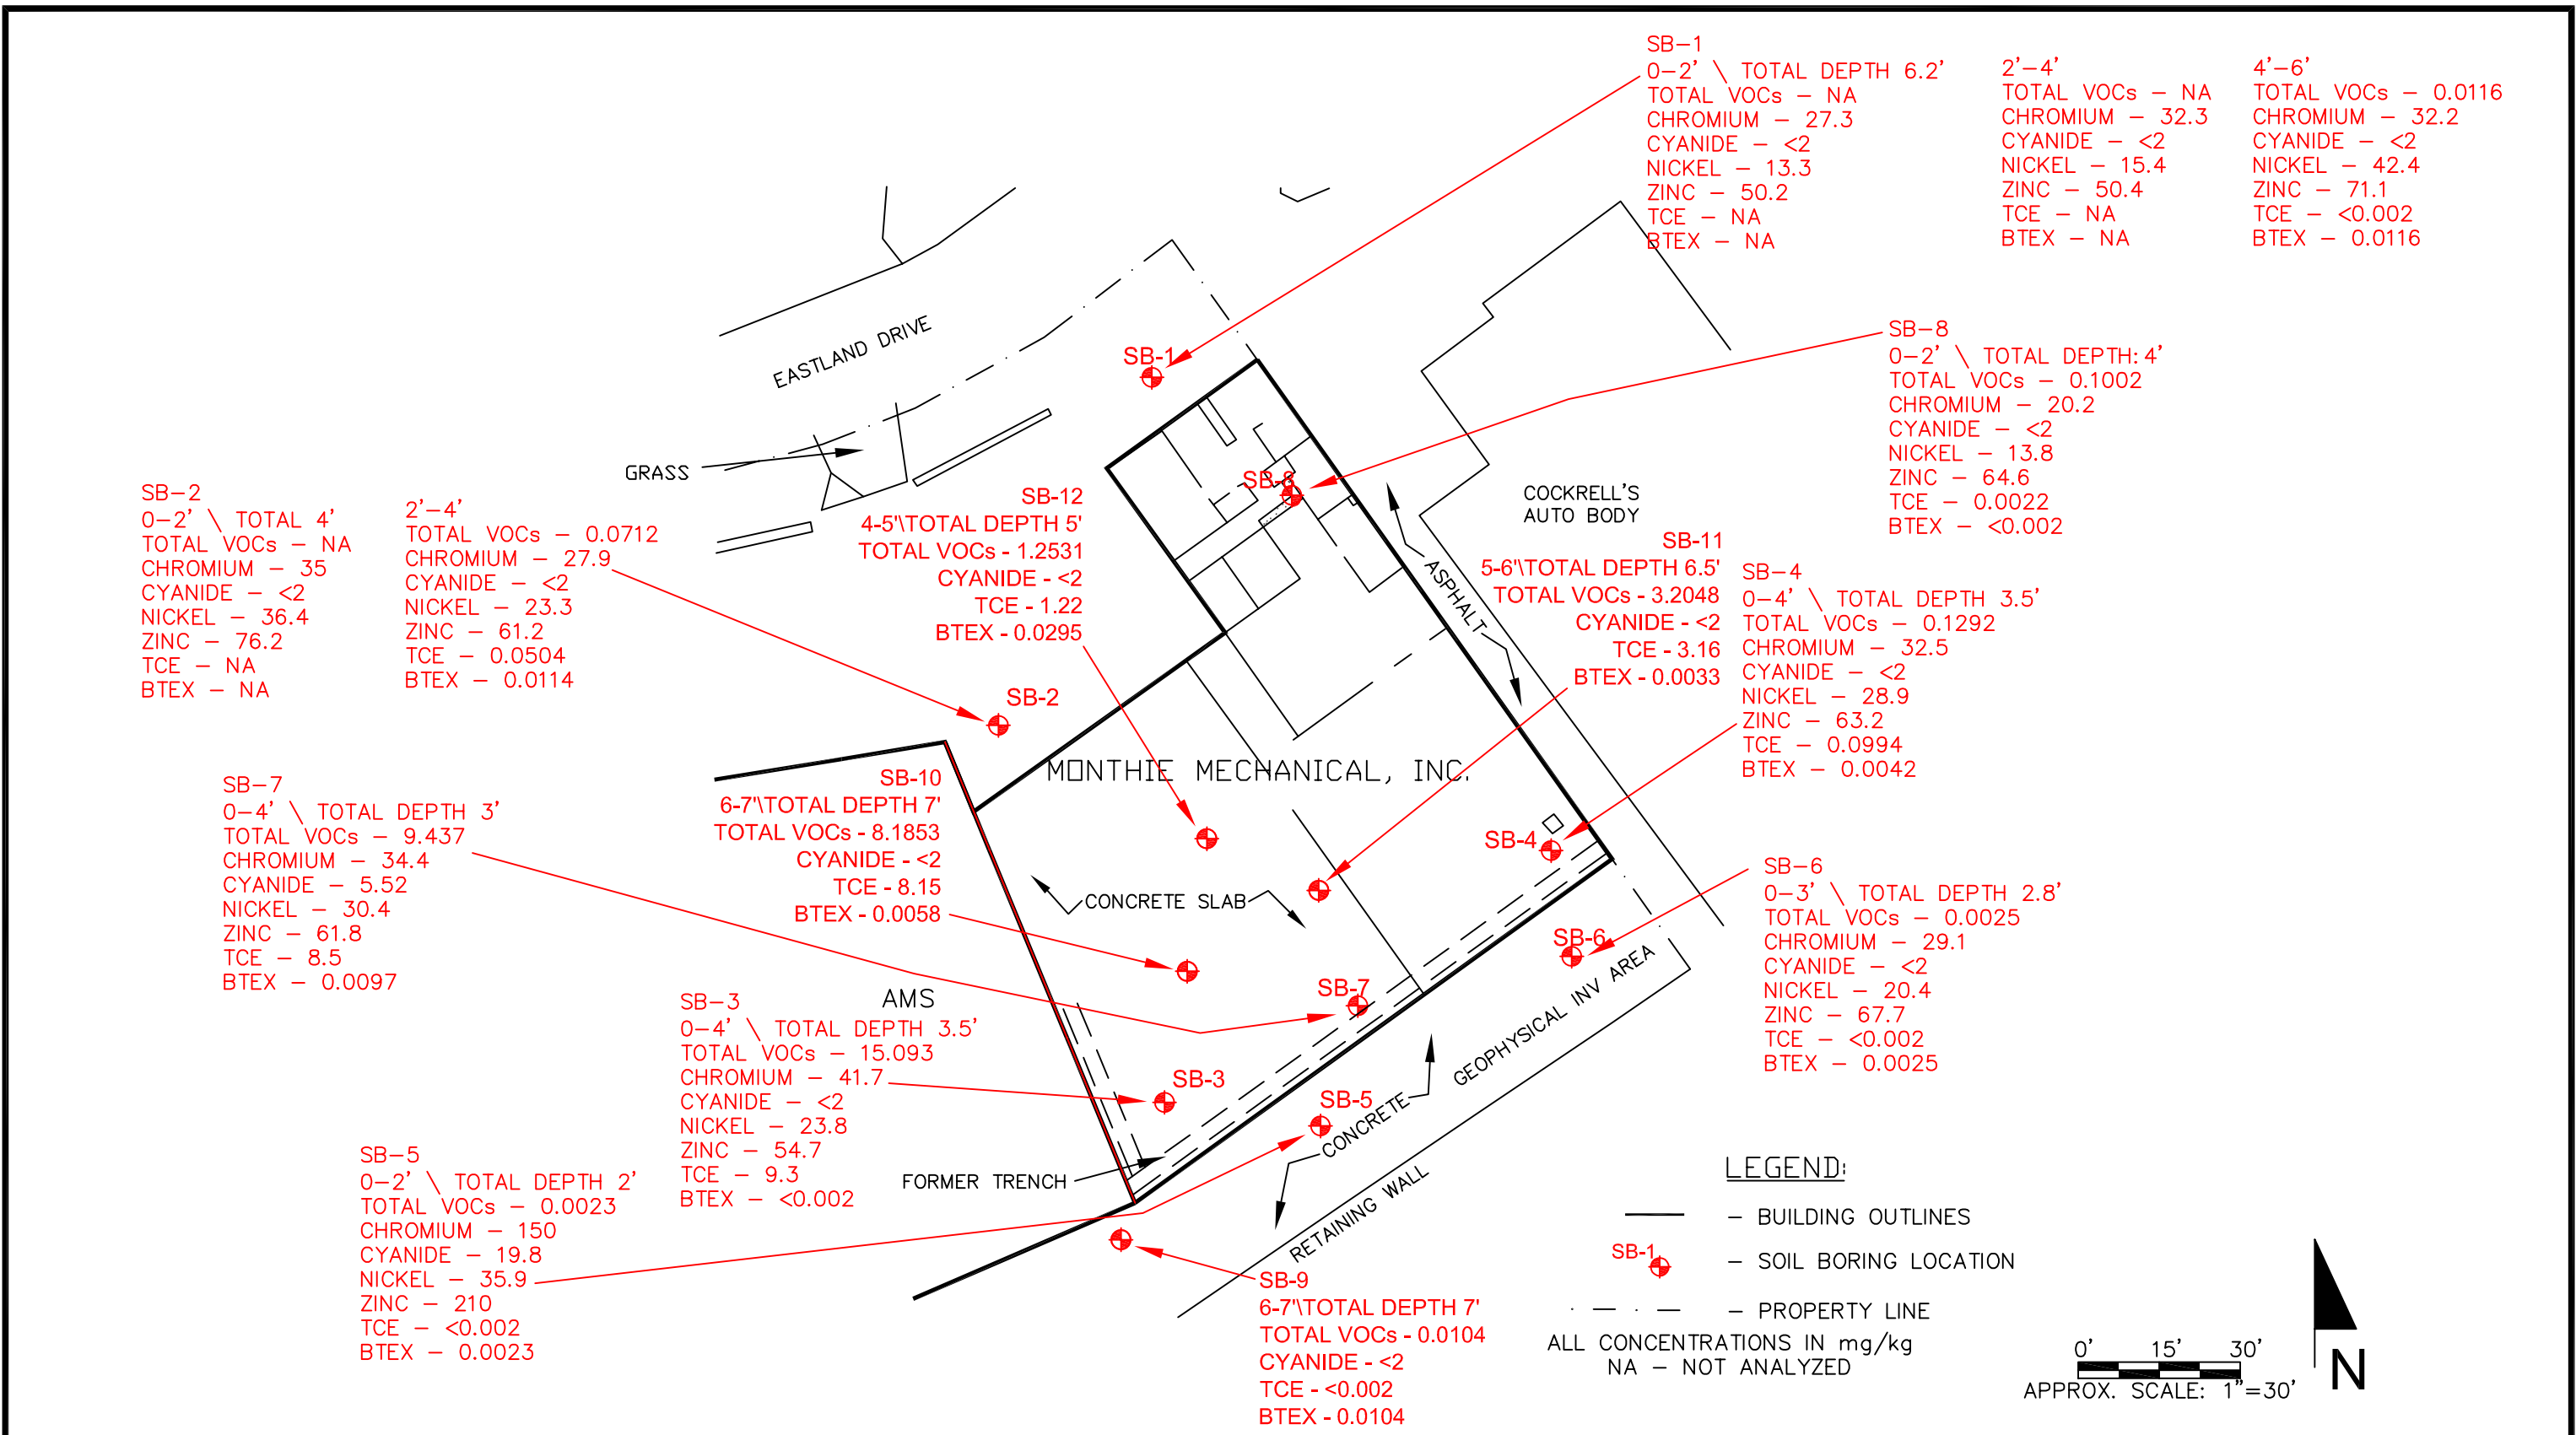 SB-1
0-2' \ TOTAL DEPTH 6.2'
TOTAL VOCs - NA
CHROMIUM - 27.3
CYANIDE - <2
NICKEL - 13.3
ZINC - 50.2
TCE - NA
BTEX - NA
2'-4'
TOTAL VOCs - NA
CHROMIUM - 32.3
CYANIDE - <2
NICKEL - 15.4
ZINC - 50.4
TCE - NA
BTEX - NA
4'-6'
TOTAL VOCs - 0.0116
CHROMIUM - 32.2
CYANIDE - <2
NICKEL - 42.4
ZINC - 71.1
TCE - <0.002
BTEX - 0.0116
SB-8
0-2' \ TOTAL DEPTH: 4'
TOTAL VOCs - 0.1002
CHROMIUM - 20.2
CYANIDE - <2
NICKEL - 13.8
ZINC - 64.6
TCE - 0.0022
BTEX - <0.002
EASTLAND DRIVE
SB-1
GRASS
SB-8
COCKRELL'S
AUTO BODY
ASPHALT
SB-2
0-2' \ TOTAL 4'
TOTAL VOCs - NA
CHROMIUM - 35
CYANIDE - <2
NICKEL - 36.4
ZINC - 76.2
TCE - NA
BTEX - NA
2'-4'
TOTAL VOCs - 0.0712
CHROMIUM - 27.9
CYANIDE - <2
NICKEL - 23.3
ZINC - 61.2
TCE - 0.0504
BTEX - 0.0114
SB-12
4-5'\TOTAL DEPTH 5'
TOTAL VOCs - 1.2531
CYANIDE - <2
TCE - 1.22
BTEX - 0.0295
SB-11
5-6'\TOTAL DEPTH 6.5'
TOTAL VOCs - 3.2048
CYANIDE - <2
TCE - 3.16
BTEX - 0.0033
SB-4
0-4' \ TOTAL DEPTH 3.5'
TOTAL VOCs - 0.1292
CHROMIUM - 32.5
CYANIDE - <2
NICKEL - 28.9
ZINC - 63.2
TCE - 0.0994
BTEX - 0.0042
SB-2
MONTHIE MECHANICAL, INC.
SB-7
0-4' \ TOTAL DEPTH 3'
TOTAL VOCs - 9.437
CHROMIUM - 34.4
CYANIDE - 5.52
NICKEL - 30.4
ZINC - 61.8
TCE - 8.5
BTEX - 0.0097
SB-10
6-7'\TOTAL DEPTH 7'
TOTAL VOCs - 8.1853
CYANIDE - <2
TCE - 8.15
BTEX - 0.0058
SB-4
CONCRETE SLAB
SB-6
0-3' \ TOTAL DEPTH 2.8'
TOTAL VOCs - 0.0025
CHROMIUM - 29.1
CYANIDE - <2
NICKEL - 20.4
ZINC - 67.7
TCE - <0.002
BTEX - 0.0025
SB-6
SB-7
GEOPHYSICAL INV AREA
AMS
SB-3
0-4' \ TOTAL DEPTH 3.5'
TOTAL VOCs - 15.093
CHROMIUM - 41.7
CYANIDE - <2
NICKEL - 23.8
ZINC - 54.7
TCE - 9.3
BTEX - <0.002
SB-3
SB-5
CONCRETE
FORMER TRENCH
RETAINING WALL
SB-5
0-2' \ TOTAL DEPTH 2'
TOTAL VOCs - 0.0023
CHROMIUM - 150
CYANIDE - 19.8
NICKEL - 35.9
ZINC - 210
TCE - <0.002
BTEX - 0.0023
SB-9
6-7'\TOTAL DEPTH 7'
TOTAL VOCs - 0.0104
CYANIDE - <2
TCE - <0.002
BTEX - 0.0104
LEGEND:
- BUILDING OUTLINES
SB-1 - SOIL BORING LOCATION
- PROPERTY LINE
ALL CONCENTRATIONS IN mg/kg
NA - NOT ANALYZED
0' 15' 30'
APPROX. SCALE: 1"=30'
N